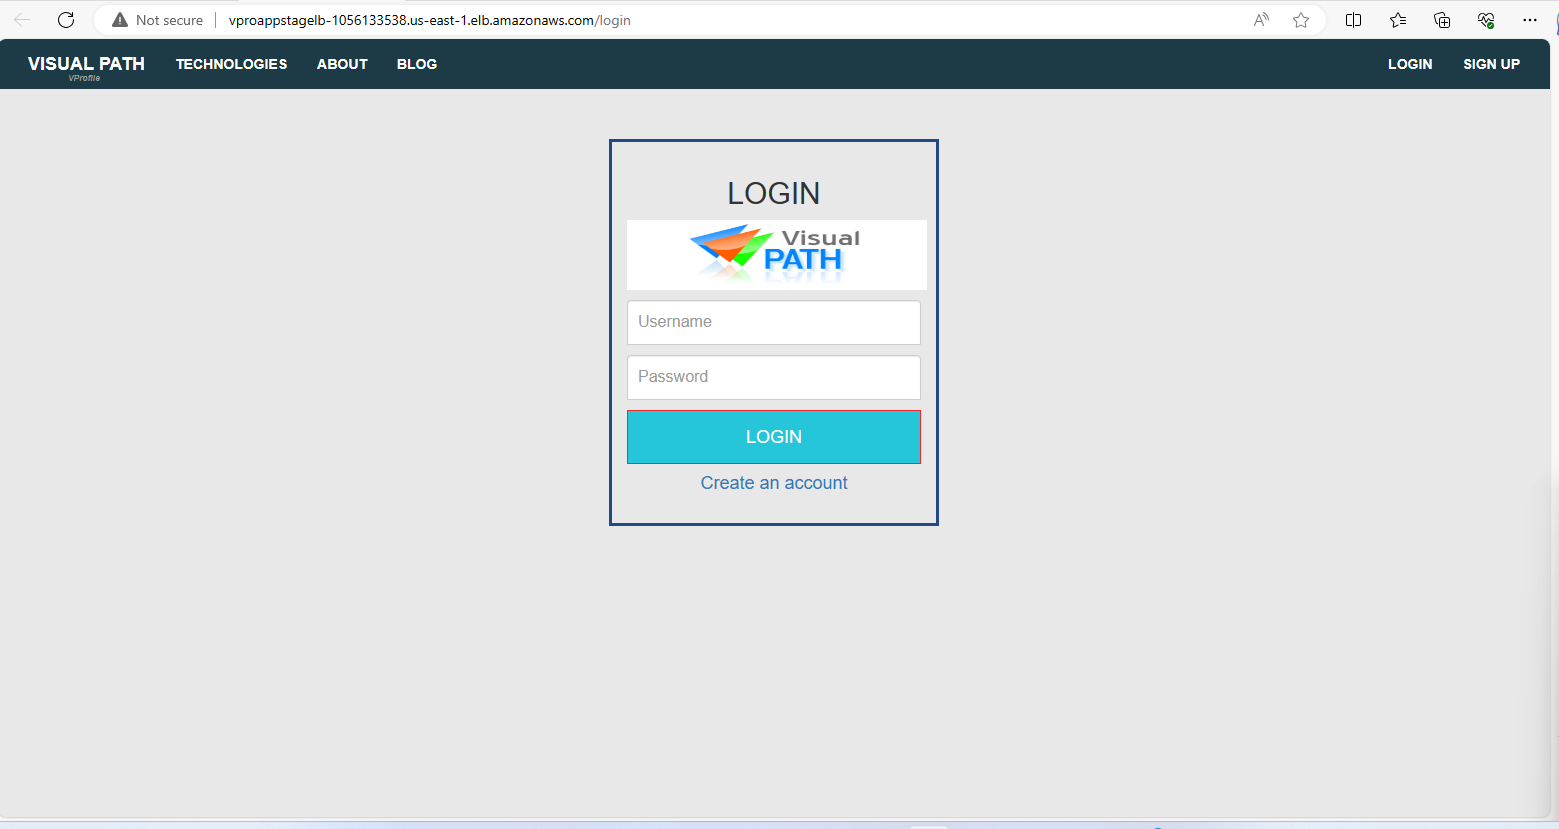 Not secure vproappstagelb-1056133538.us-east-1.elb.amazonaws.com/login
VISUAL PATH TECHNOLOGIES ABOUT BLOG LOGIN SIGN UP
VProfile
LOGIN
Visual
PATH
Username
Password
LOGIN
Create an account